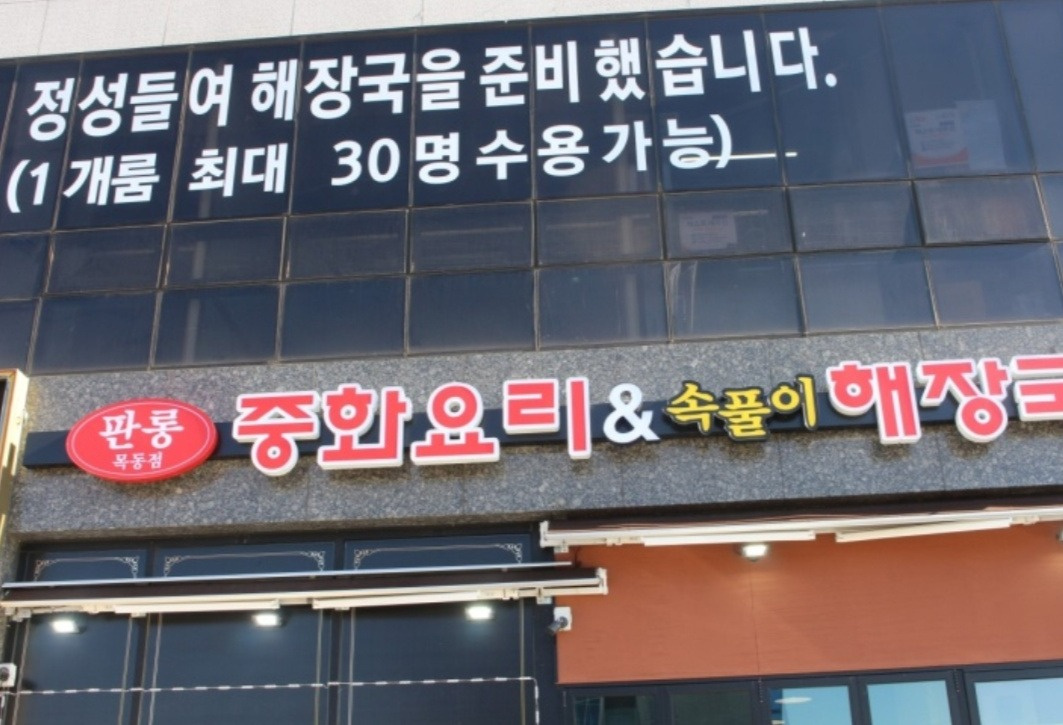 정성들여 해장국을 준비 했습니다.
(1개룸 최대 30명 수용 가능)
판롱
목동점
중화요리 & 속풀이 해장국